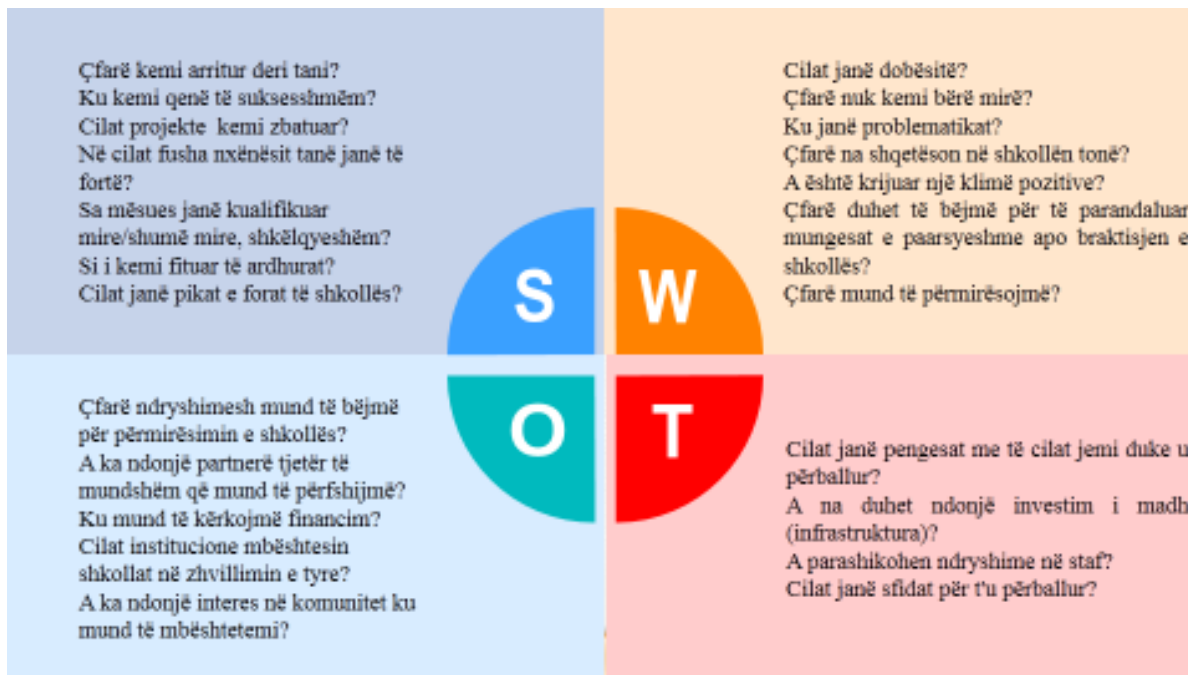 Çfarë kemi arritur deri tani?
Ku kemi qenë të suksesshmëm?
Cilat projekte kemi zbatuar?
Në cilat fusha nxënësit tanë janë të
fortë?
Sa mësues janë kualifikuar
mire/shumë mire, shkëlqyeshëm?
Si i kemi fituar të ardhurat?
Cilat janë pikat e forat të shkollës?
Cilat janë dobësitë?
Çfarë nuk kemi bërë mirë?
Ku janë problematikat?
Çfarë na shqetëson në shkollën tonë?
A është krijuar një klimë pozitive?
Çfarë duhet të bëjmë për të parandaluar
mungesat e paarsyeshme apo braktisjen e
shkollës?
Çfarë mund të përmirësojmë?
S
W
O
T
Çfarë ndryshimesh mund të bëjmë
për përmirësimin e shkollës?
A ka ndonjë partnerë tjetër të
mundshëm që mund të përfshijmë?
Ku mund të kërkojmë financim?
Cilat institucione mbështesin
shkollat në zhvillimin e tyre?
A ka ndonjë interes në komunitet ku
mund të mbështetemi?
Cilat janë pengesat me të cilat jemi duke u
përballur?
A na duhet ndonjë investim i madh
(infrastruktura)?
A parashikohen ndryshime në staf?
Cilat janë sfidat për t'u përballur?